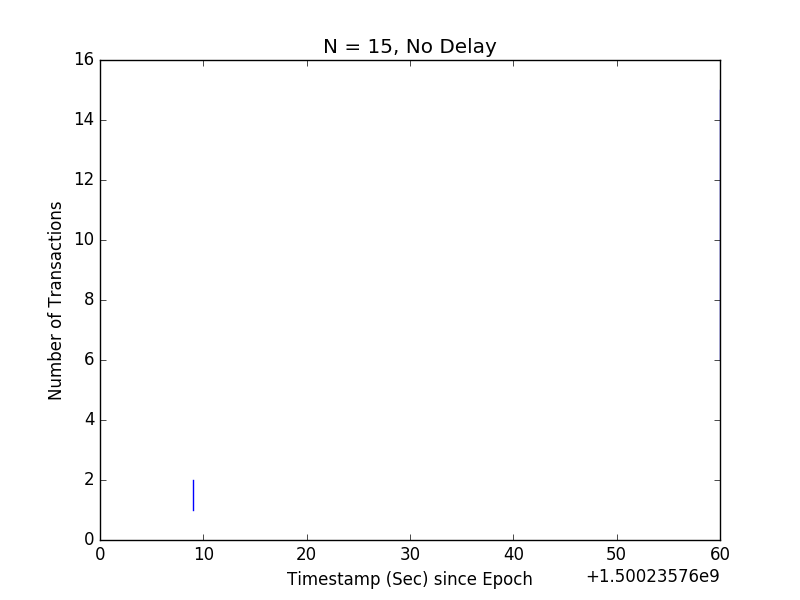 N = 15, No Delay
16
14
12
10
8
6
4
2
0
Number of Transactions
0 10 20 30 40 50 60
Timestamp (Sec) since Epoch
+1.50023576e9